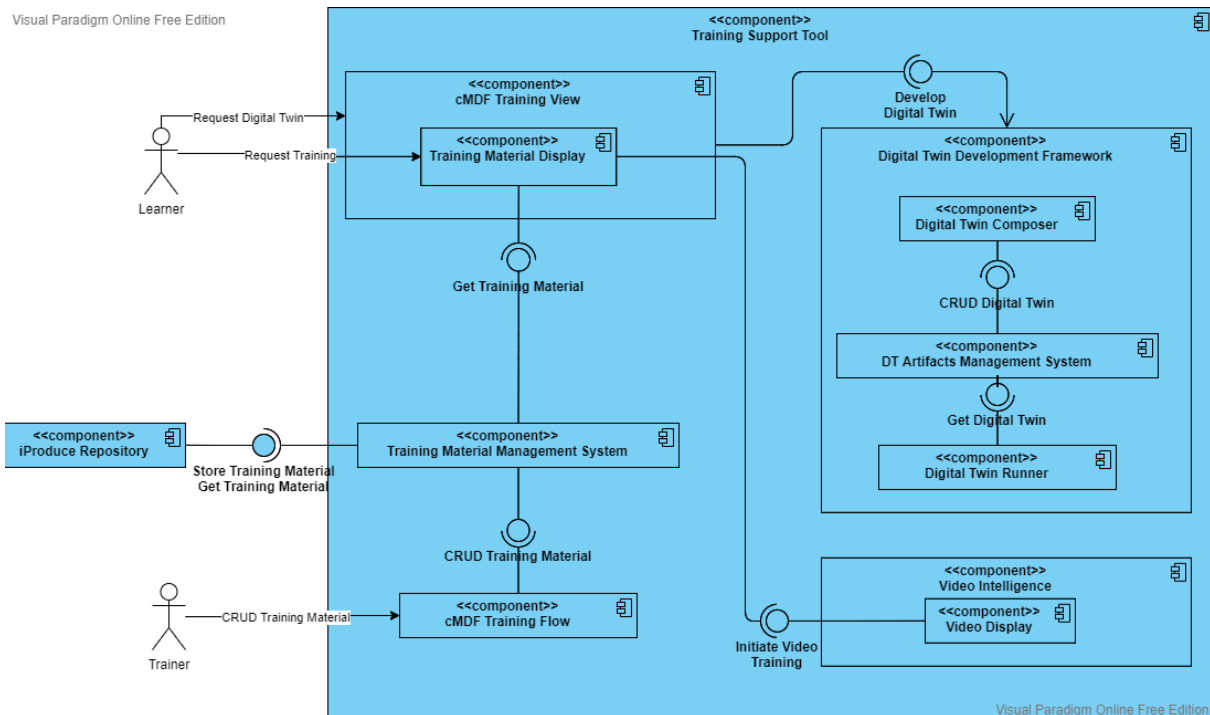 Visual Paradigm Online Free Edition
<<component>>
Training Support Tool
<<component>>
cMDF Training View
Develop
Digital Twin
Request Digital Twin
<<component>>
Training Material Display
Request Training
Learner
<<component>>
Digital Twin Development Framework
<<component>>
Digital Twin Composer
Get Training Material
CRUD Digital Twin
<<component>>
DT Artifacts Management System
Get Digital Twin
<<component>>
iProduce Repository
Store Training Material
Get Training Material
<<component>>
Training Material Management System
<<component>>
Digital Twin Runner
CRUD Training Material
<<component>>
Video Intelligence
<<component>>
Video Display
Trainer
CRUD Training Material
<<component>>
cMDF Training Flow
Initiate Video
Training
Visual Paradigm Online Free Edition